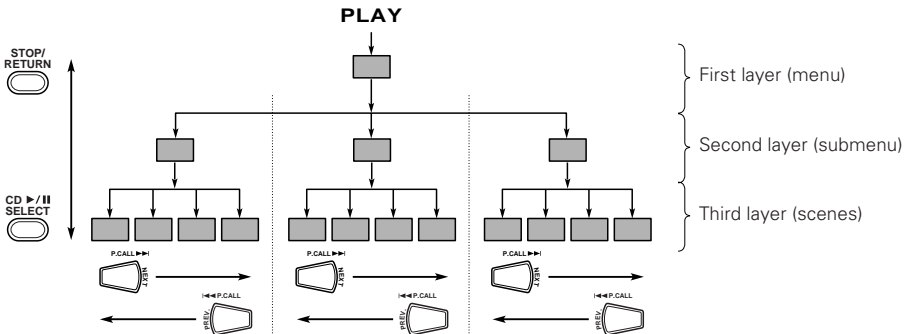 PLAY
STOP/
RETURN
First layer (menu)
Second layer (submenu)
CD ►/II
SELECT
Third layer (scenes)
P.CALL ►►I
NEXT
P.CALL ►►I
NEXT
P.CALL ►►I
NEXT
I◄◄ P.CALL
PREV.
I◄◄ P.CALL
PREV.
I◄◄ P.CALL
PREV.